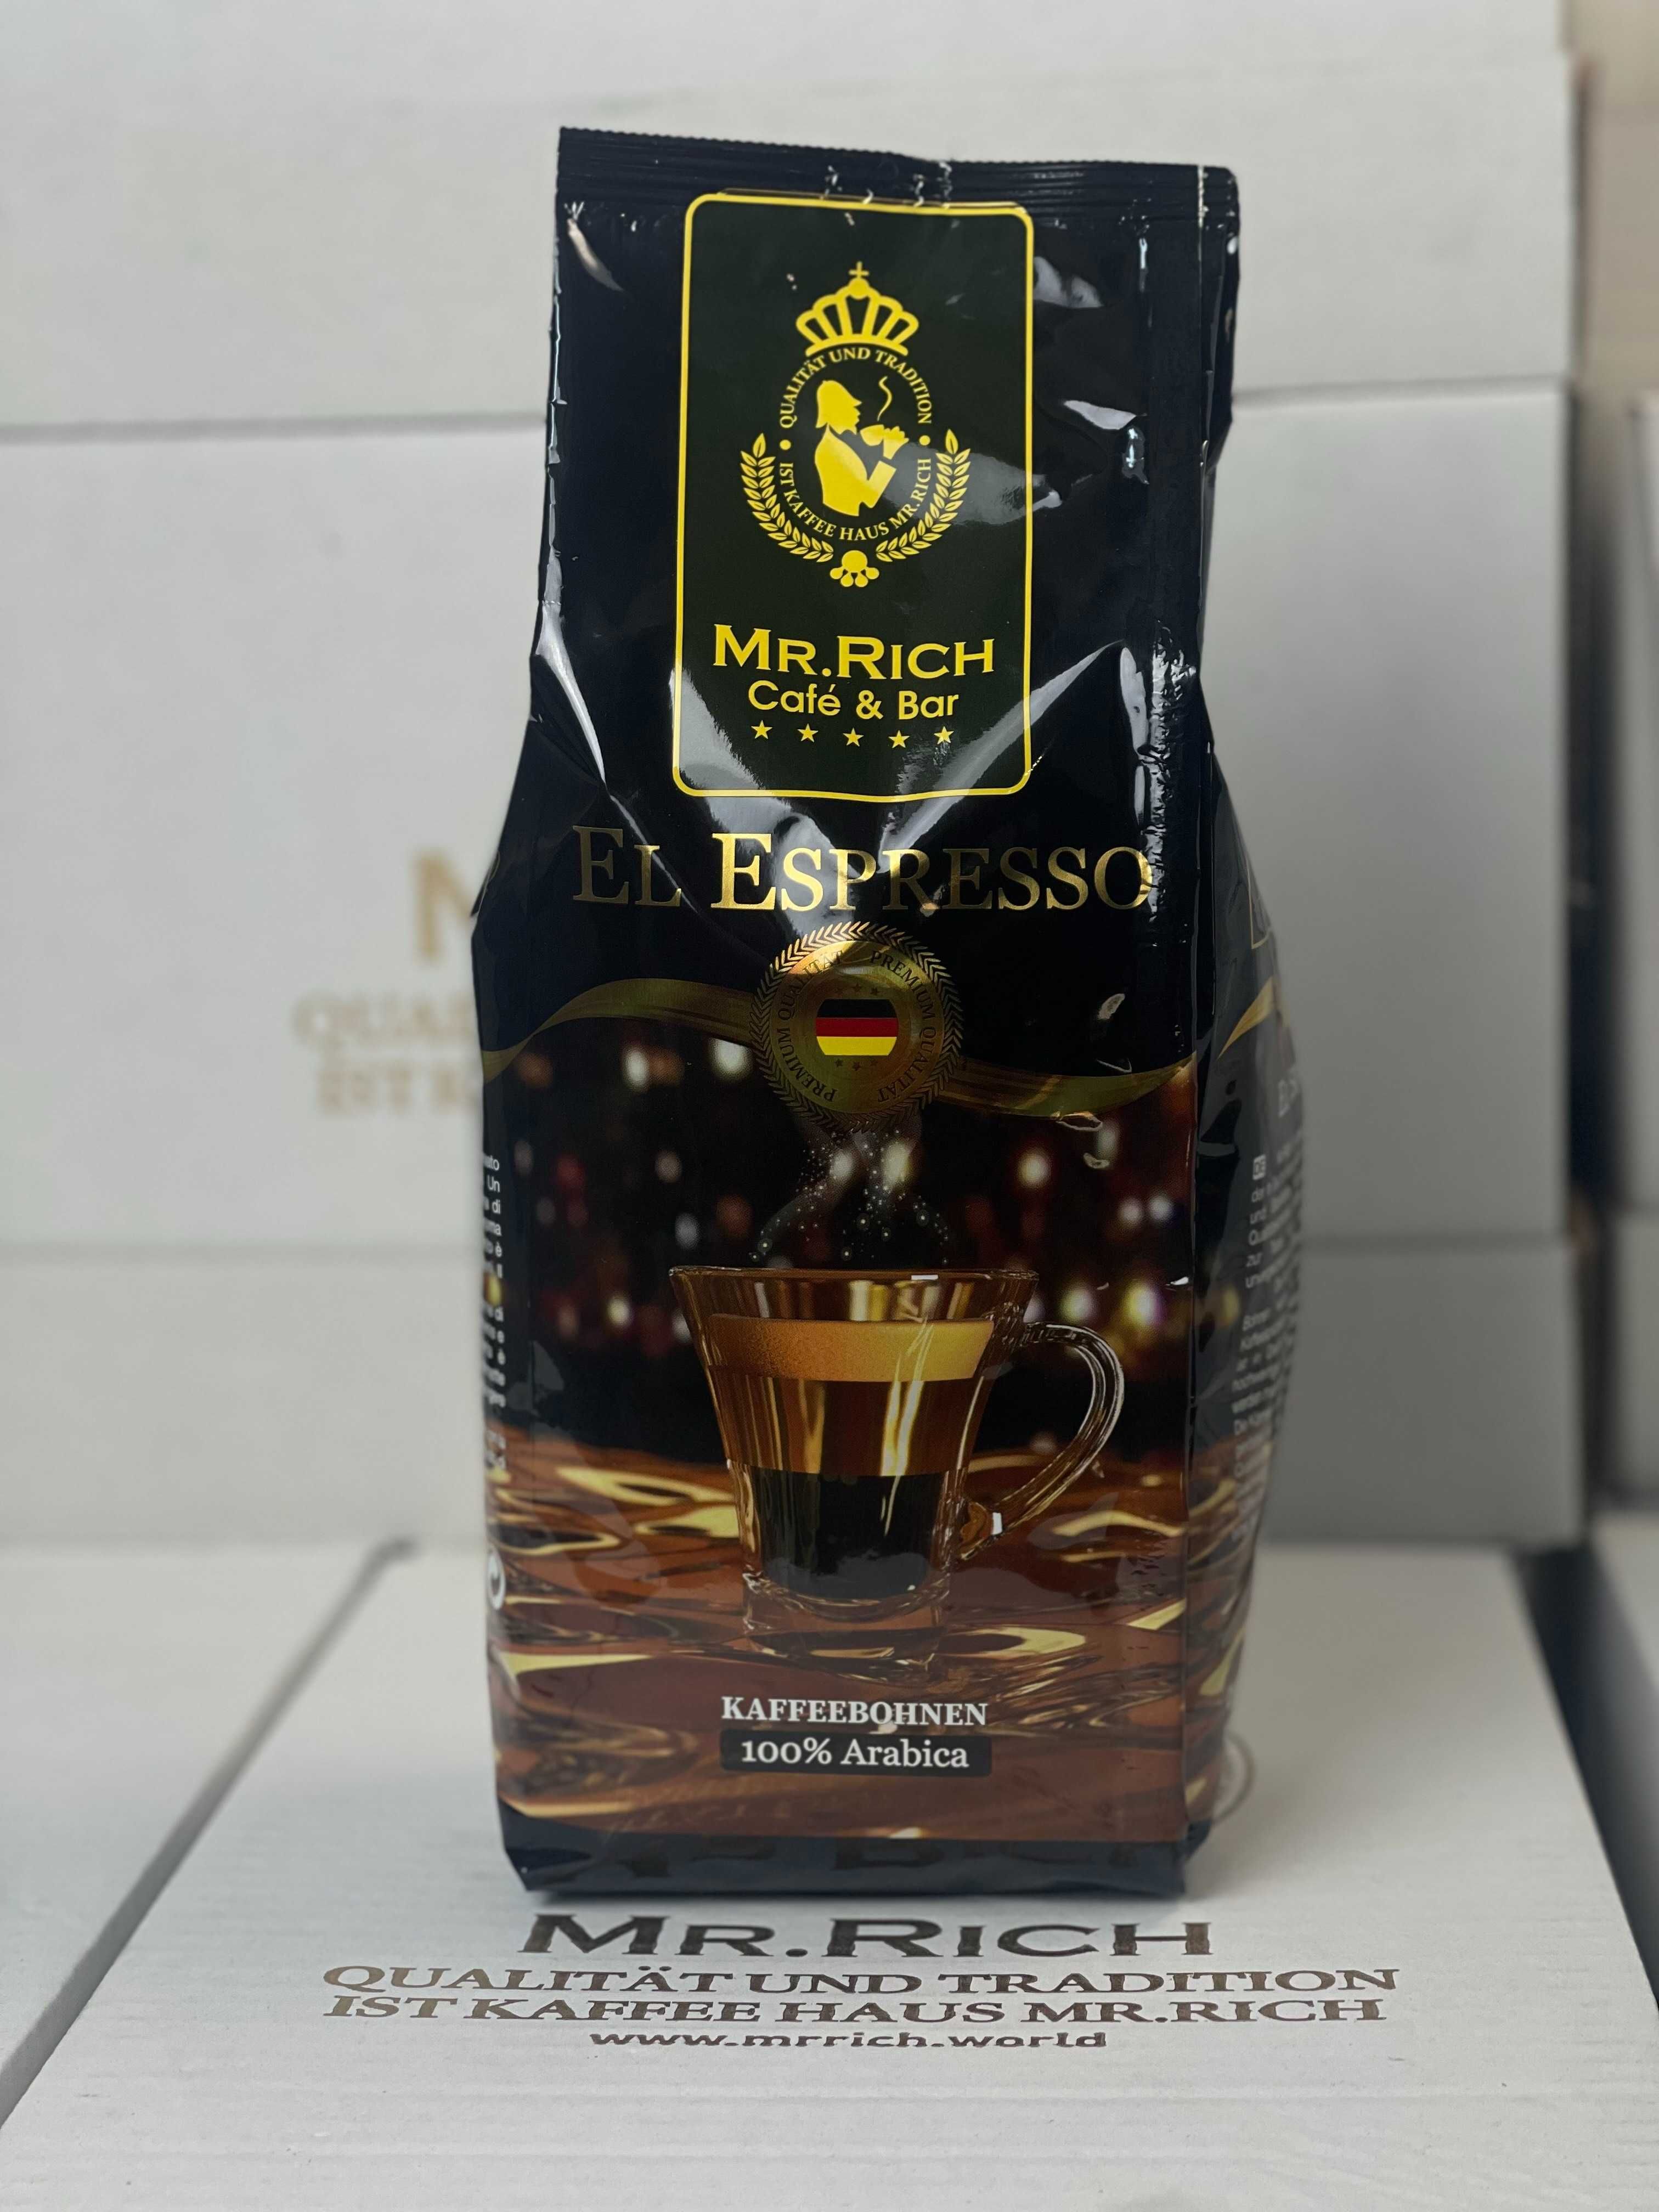 QUALITÄT UND TRADITION
IST KAFFEE HAUS MR.RICH
MR.RICH
Café & Bar
EL ESPRESSO
PREMIUM QUALITÄT PREMIUM QUALITÄT
KAFFEEBOHNEN
100% Arabica
MR.RICH
QUALITÄT UND TRADITION
IST KAFFEE HAUS MR.RICH
www.mrrich.world